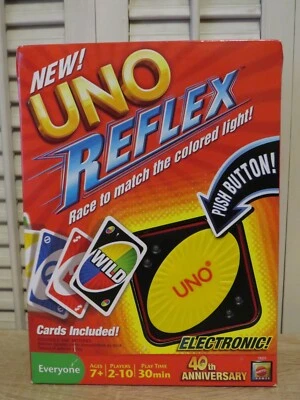 NEW!
UNO
REFLEX™
Race to match the colored light!
PUSH BUTTON!
WILD
UNO®
Cards Included!
ELECTRONIC!
Everyone
AGES PLAYERS PLAY TIME
7+ 2-10 30min
40th
ANNIVERSARY